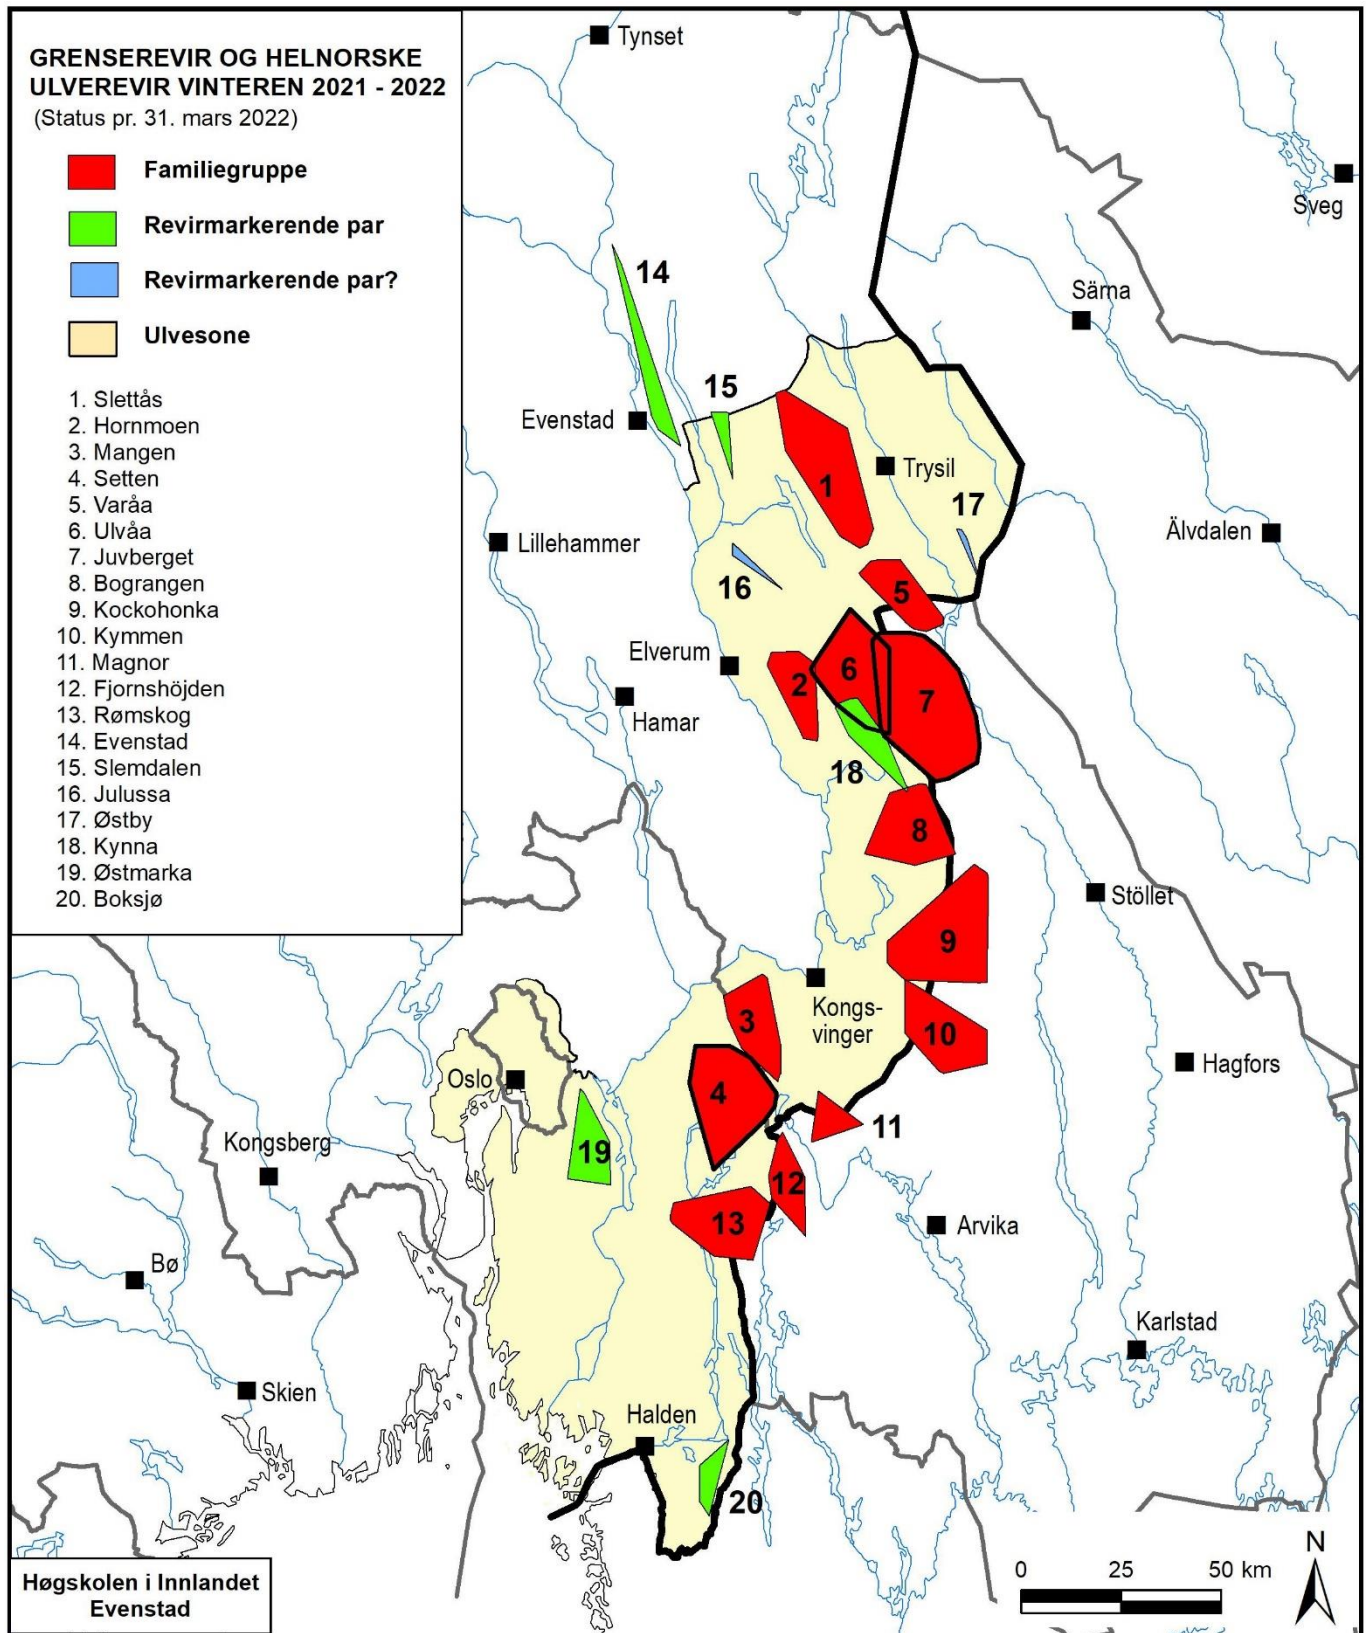 GRENSEREVIR OG HELNORSKE
ULVEREVIR VINTEREN 2021 - 2022
(Status pr. 31. mars 2022)
Familiegruppe
Revirmarkerende par
Revirmarkerende par?
Ulvesone
1. Slettås
2. Hornmoen
3. Mangen
4. Setten
5. Varåa
6. Ulvåa
7. Juvberget
8. Bograngen
9. Kockohonka
10. Kymmen
11. Magnor
12. Fjornshöjden
13. Rømskog
14. Evenstad
15. Slemdalen
16. Julussa
17. Østby
18. Kynna
19. Østmarka
20. Boksjø
Tynset
Sveg
14
Särna
15
Evenstad
Trysil
1
17
Älvdalen
Lillehammer
16
5
Elverum
6
2
7
Hamar
18
8
Stöllet
9
Kongs-
vinger
3
10
Hagfors
Oslo
4
11
Kongsberg
19
12
13
Arvika
Bø
Karlstad
Skien
Halden
20
N
0 25 50 km
Høgskolen i Innlandet
Evenstad